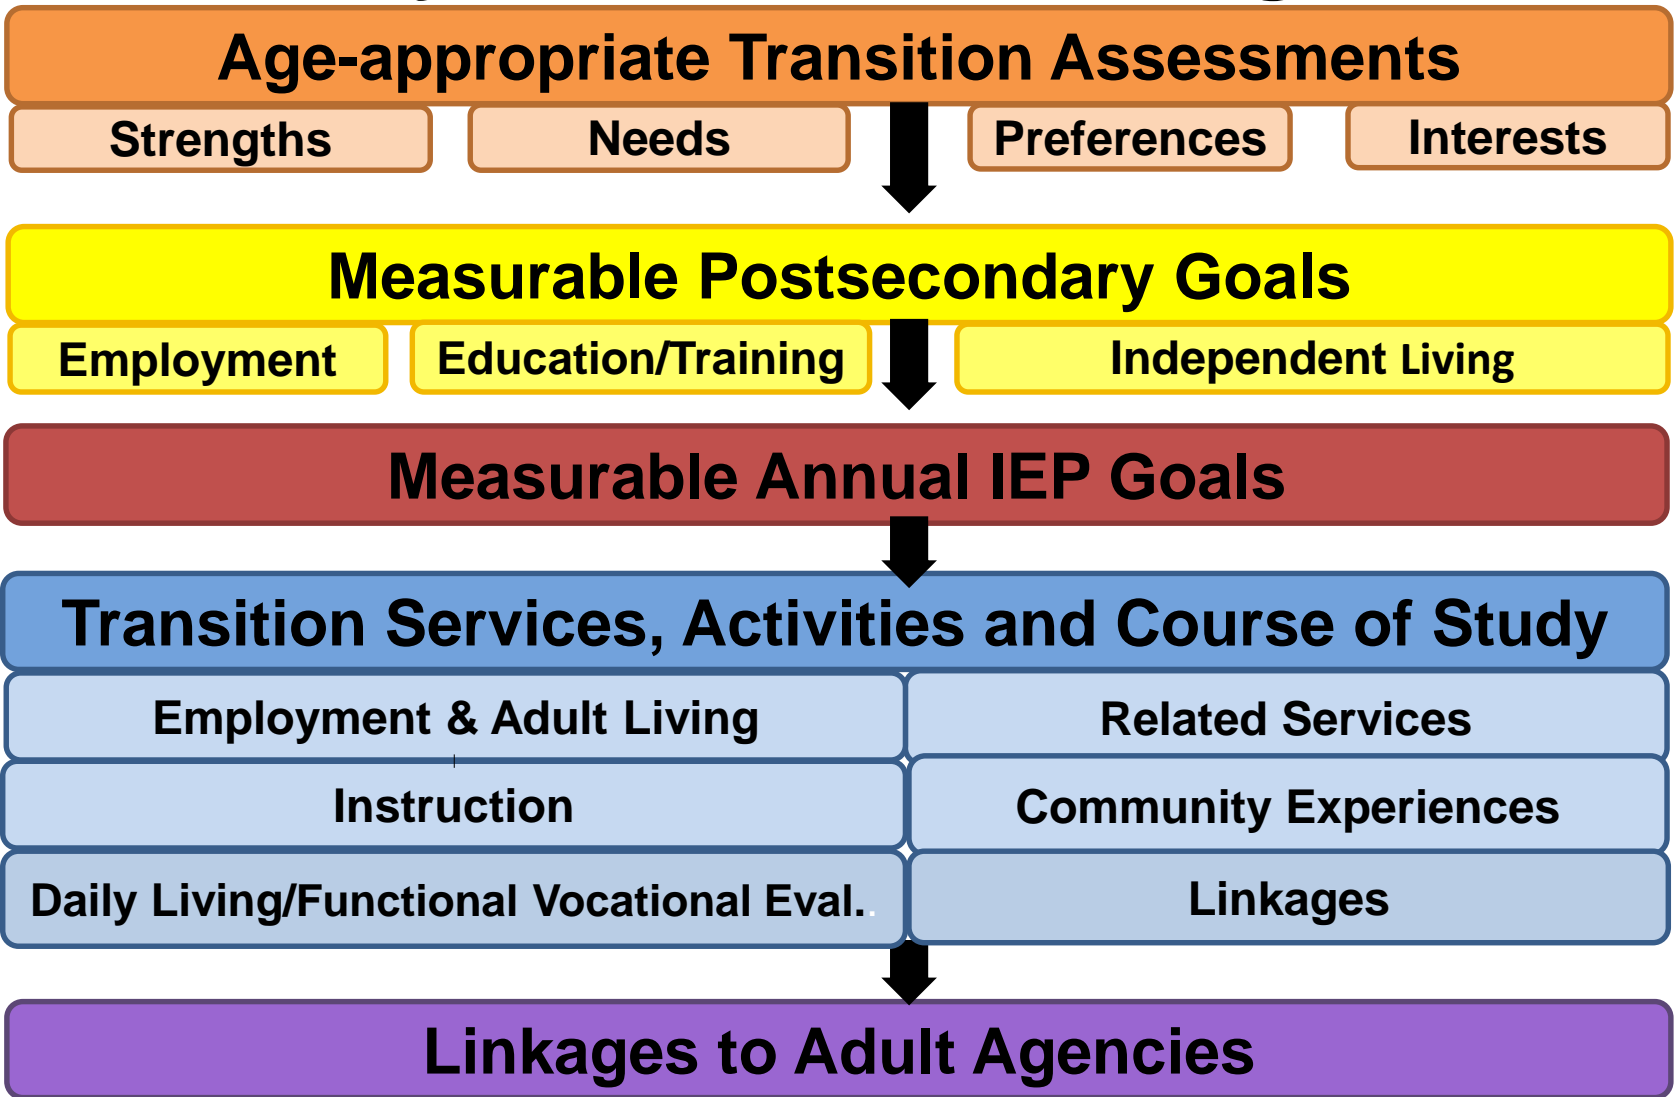 Age-appropriate Transition Assessments
Strengths Needs Preferences Interests
Measurable Postsecondary Goals
Employment Education/Training Independent Living
Measurable Annual IEP Goals
Transition Services, Activities and Course of Study
Employment & Adult Living Related Services
Instruction Community Experiences
Daily Living/Functional Vocational Eval.. Linkages
Linkages to Adult Agencies